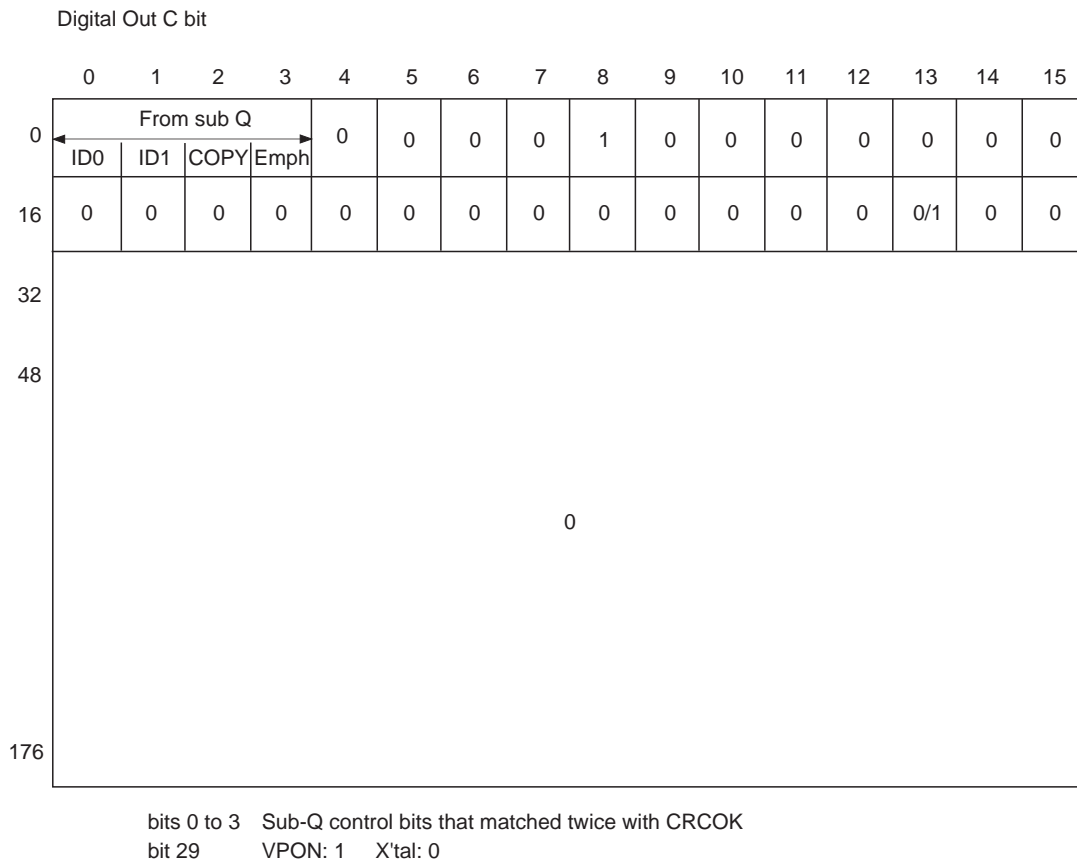 Digital Out C bit
0 1 2 3 4 5 6 7 8 9 10 11 12 13 14 15
From sub Q
0 0 0 0 0 1 0 0 0 0 0 0 0
ID0 ID1 COPY Emph
16 0 0 0 0 0 0 0 0 0 0 0 0 0 0/1 0 0
32
48
0
176
bits 0 to 3 Sub-Q control bits that matched twice with CRCOK
bit 29 VPON: 1 X'tal: 0